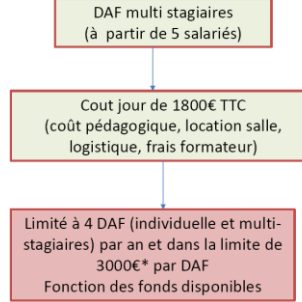 DAF multi stagiaires
(à  partir de 5 salariés)
Cout jour de 1800€ TTC
(coût pédagogique, location salle,
logistique, frais formateur)
Limité à 4 DAF (individuelle et multi-
stagiaires) par an et dans la limite de
3000€* par DAF
Fonction des fonds disponibles